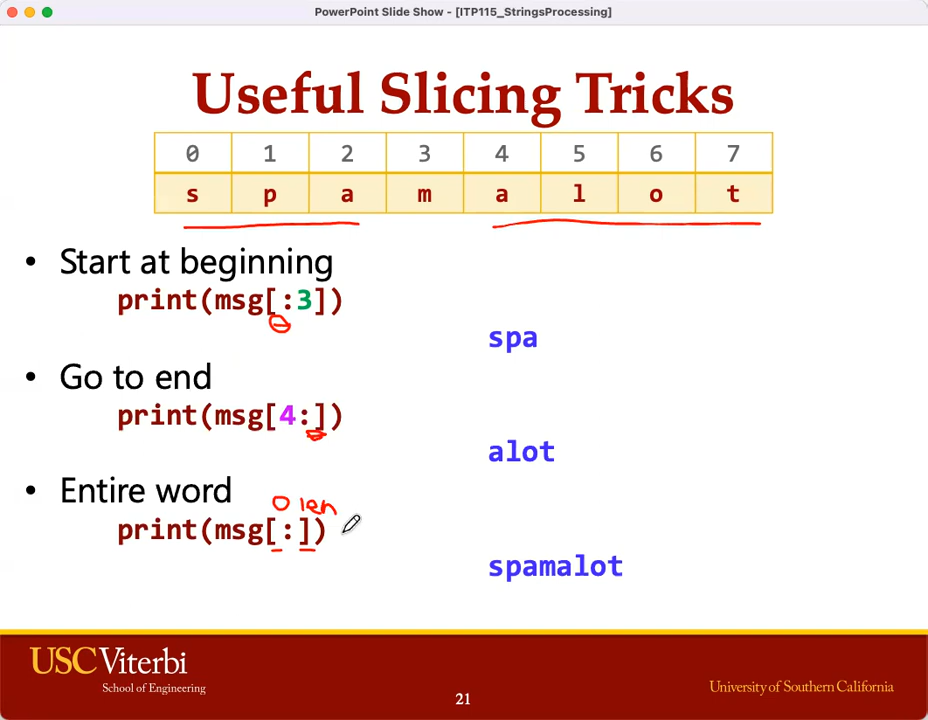 PowerPoint Slide Show - [ITP115_StringsProcessing]
Useful Slicing Tricks
0 1 2 3 4 5 6 7
s p a m a l o t
• Start at beginning
print(msg[:3])
spa
• Go to end
print(msg[4:])
alot
• Entire word
0 len
print(msg[:])
spamalot
USC Viterbi
School of Engineering
21
University of Southern California